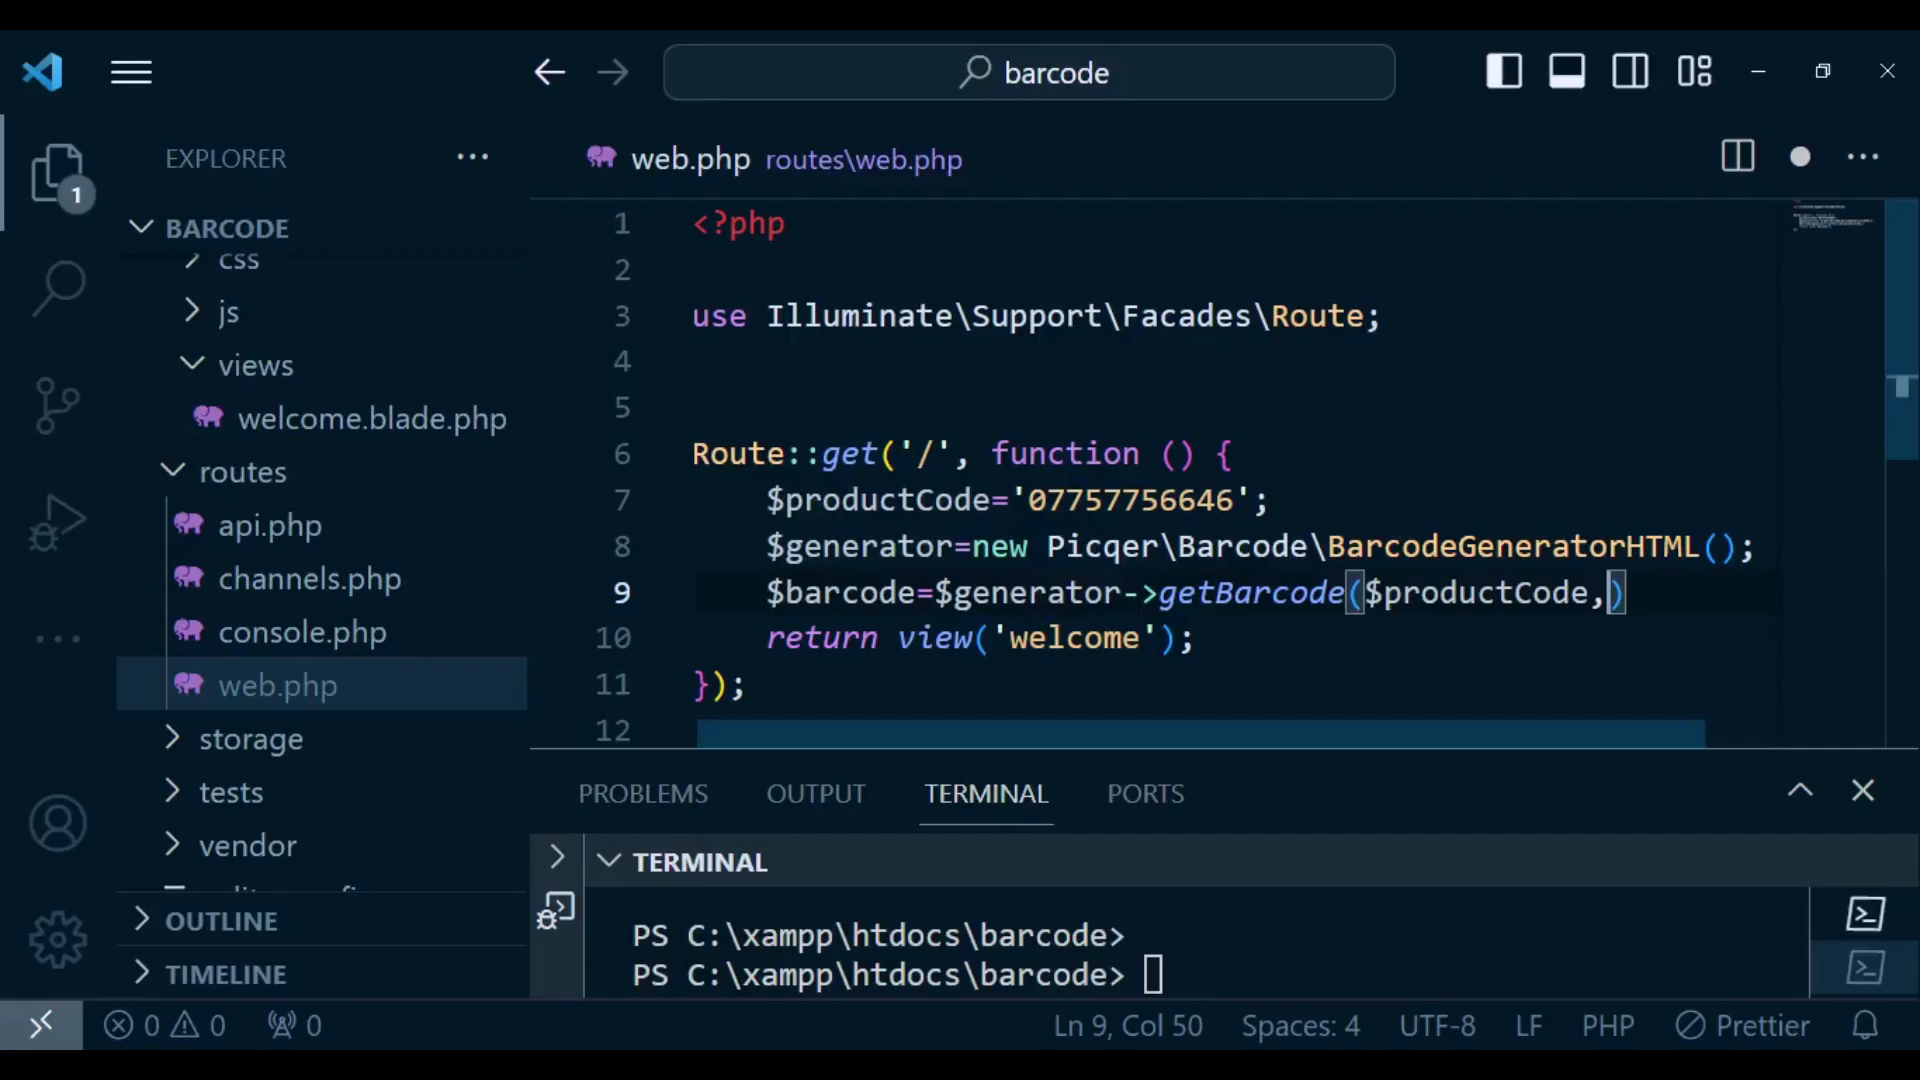 barcode
EXPLORER
web.php routes\web.php
1
BARCODE
css
js
views
welcome.blade.php
routes
api.php
channels.php
console.php
web.php
storage
tests
vendor
OUTLINE
TIMELINE
1 <?php
2
3 use Illuminate\Support\Facades\Route;
4
5
6 Route::get('/', function () {
7 $productCode='07757756646';
8 $generator=new Picqer\Barcode\BarcodeGeneratorHTML();
9 $barcode=$generator->getBarcode($productCode,)
10 return view('welcome');
11 });
12
PROBLEMS OUTPUT TERMINAL PORTS
TERMINAL
PS C:\xampp\htdocs\barcode>
PS C:\xampp\htdocs\barcode>
0 0 0 Ln 9, Col 50 Spaces: 4 UTF-8 LF PHP Prettier